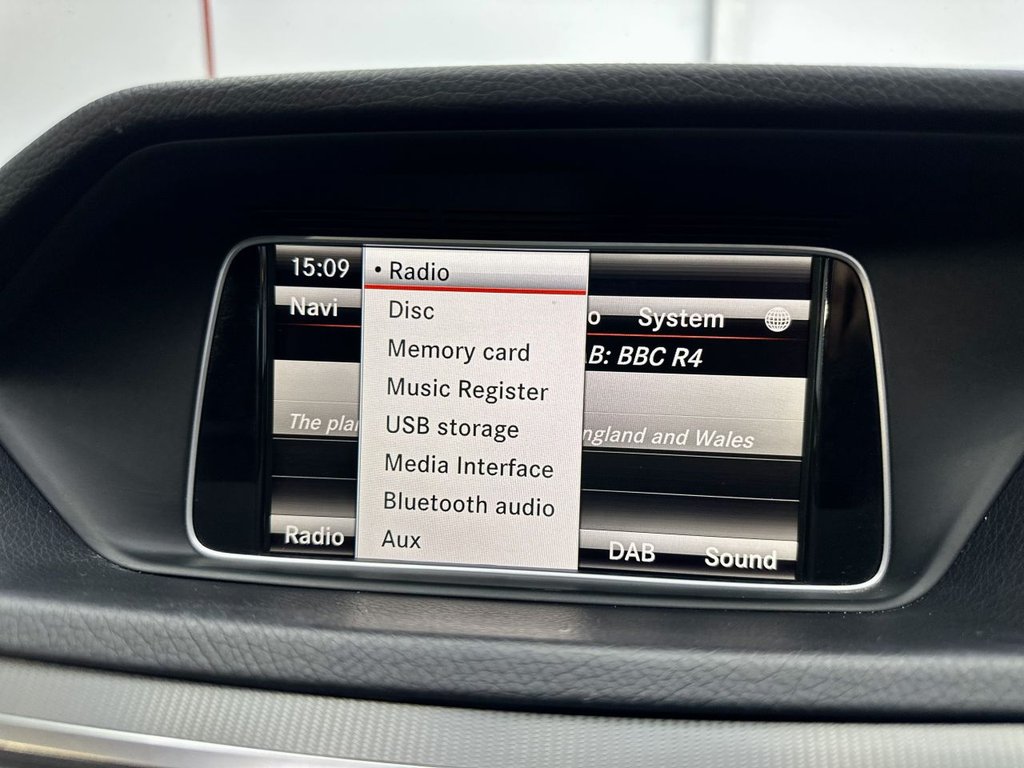 15:09
• Radio
Navi
o System
Disc
B: BBC R4
Memory card
Music Register
The
ngland and Wales
USB storage
Media Interface
Bluetooth audio
Radio
Aux
DAB
Sound